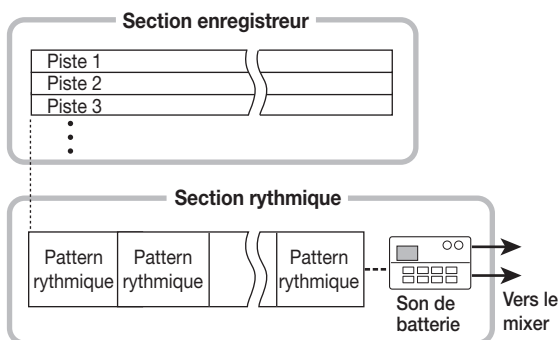 Section enregistreur
Piste 1
Piste 2
Piste 3
Section rythmique
Pattern
rythmique
Pattern
rythmique
Pattern
rythmique
Son de
batterie
Vers le
mixer